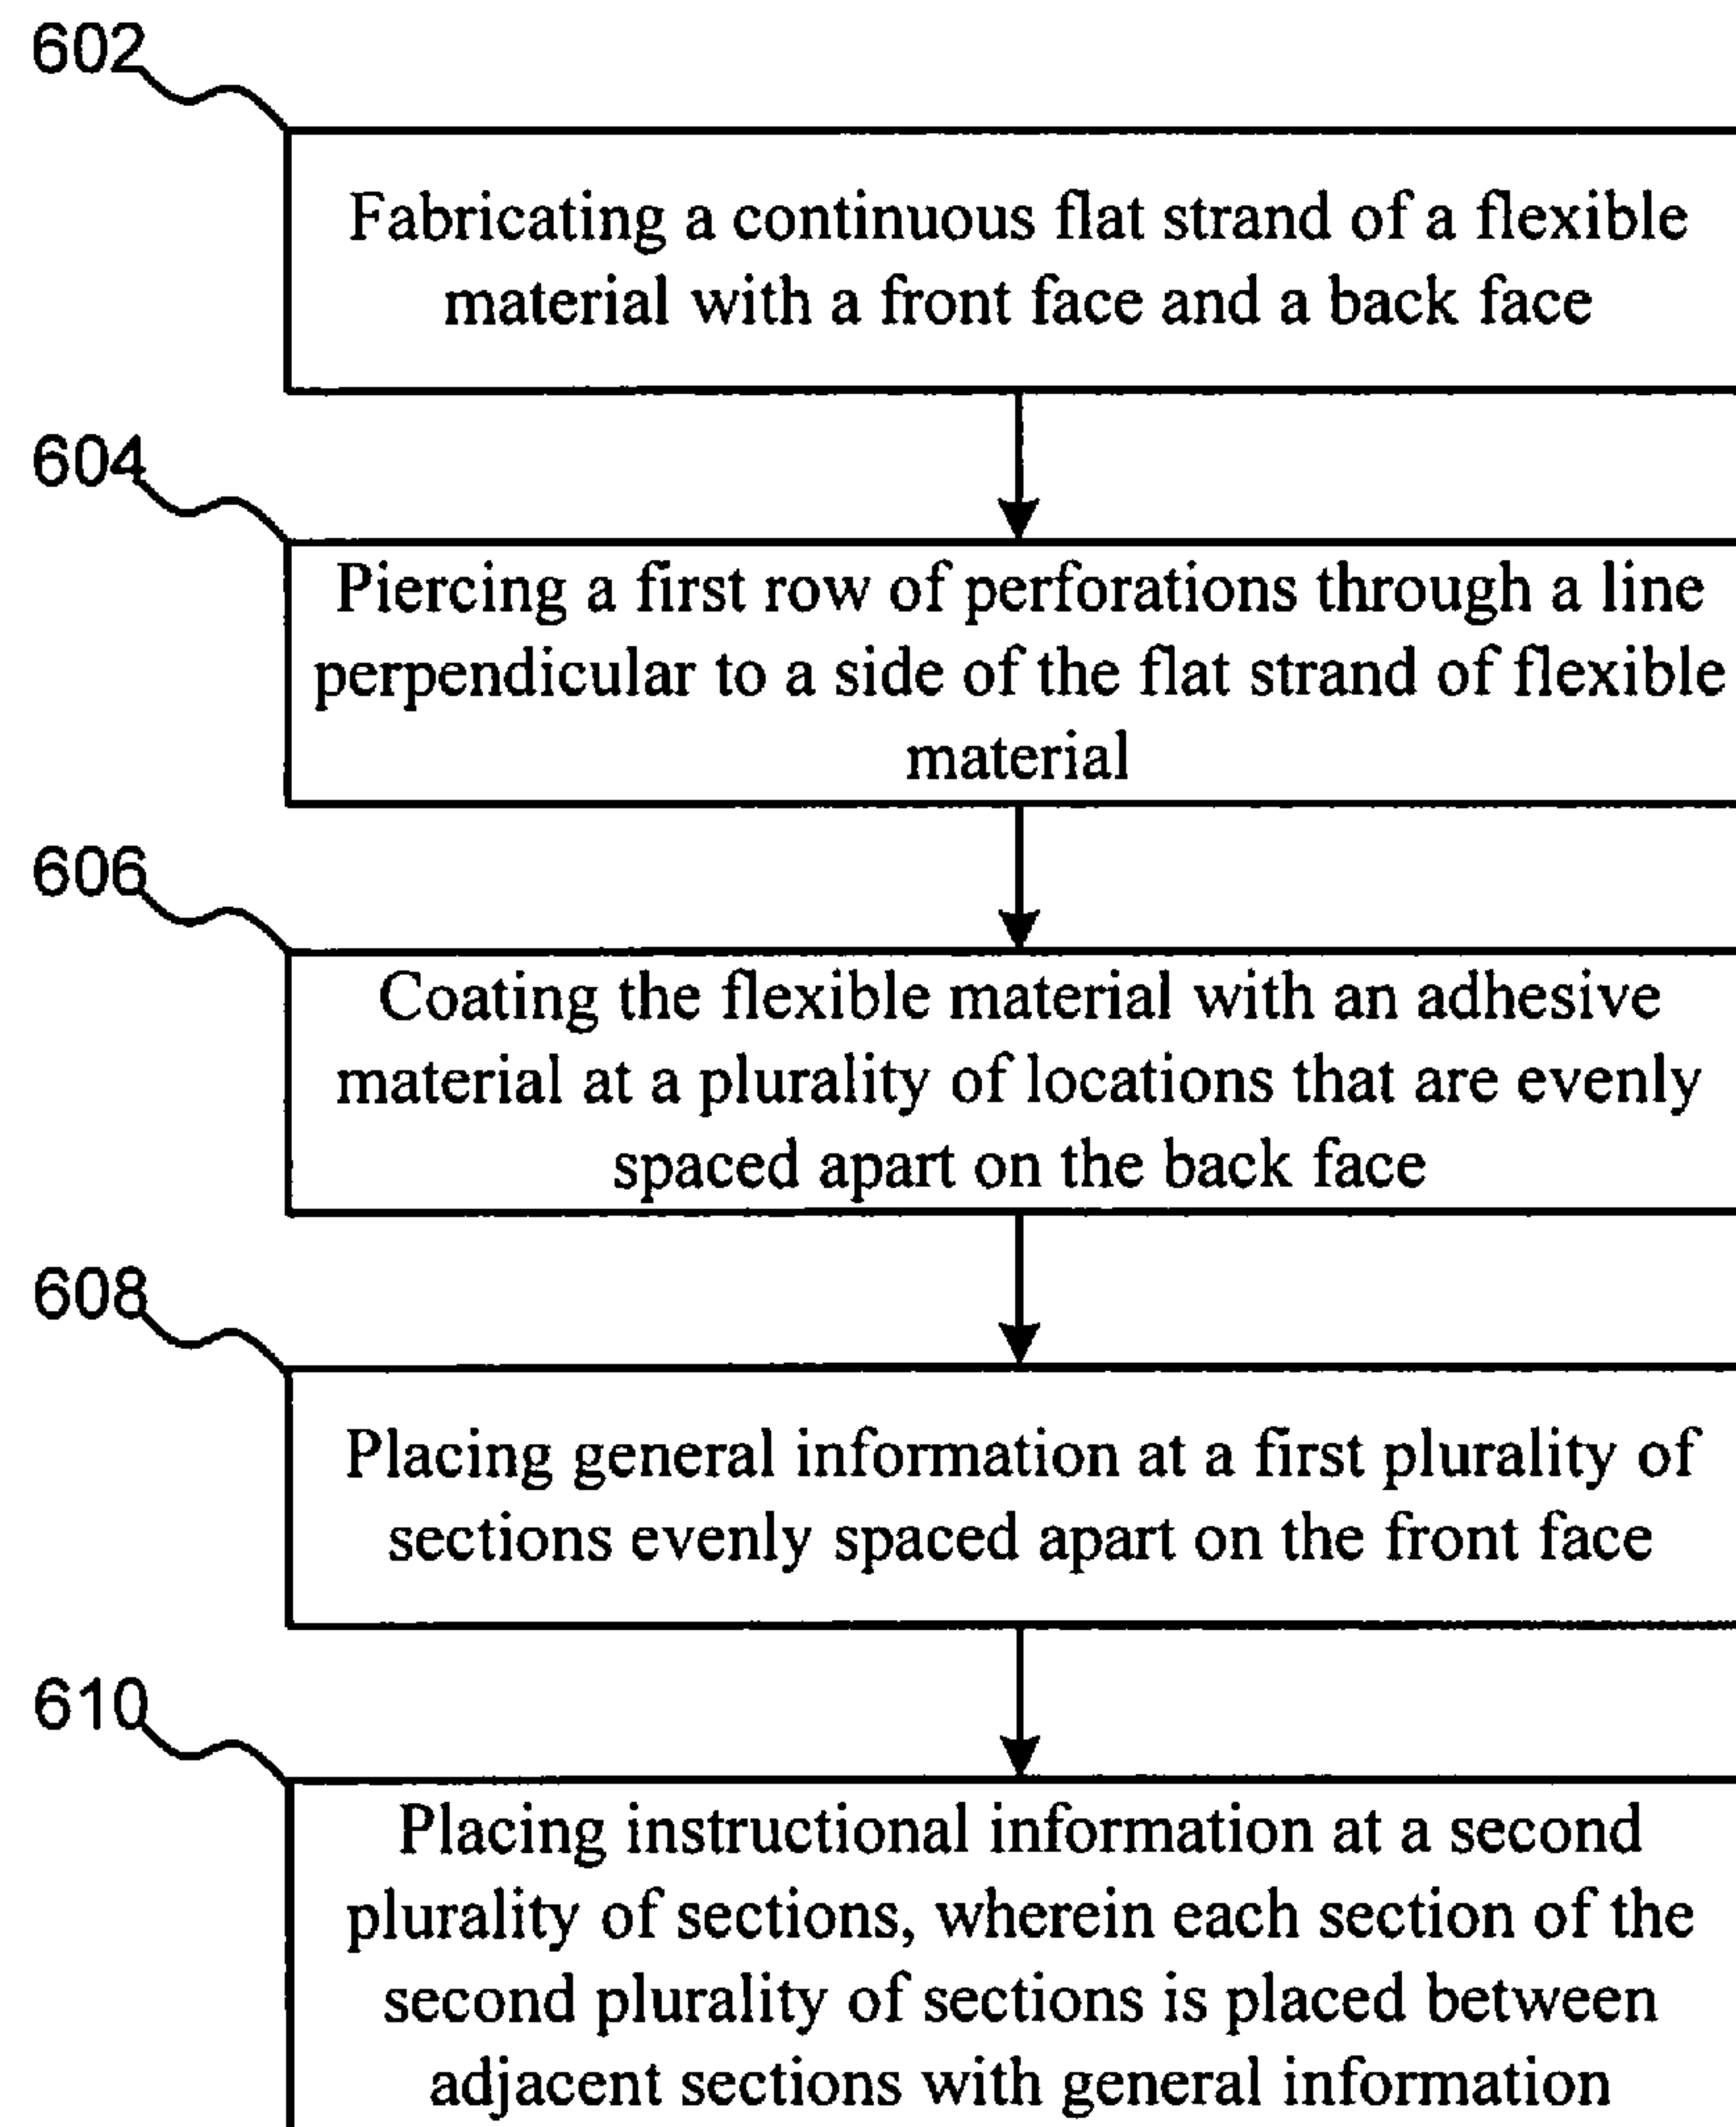 602
Fabricating a continuous flat strand of a flexible
material with a front face and a back face
604
Piercing a first row of perforations through a line
perpendicular to a side of the flat strand of flexible
material
606
Coating the flexible material with an adhesive
material at a plurality of locations that are evenly
spaced apart on the back face
608
Placing general information at a first plurality of
sections evenly spaced apart on the front face
610
Placing instructional information at a second
plurality of sections, wherein each section of the
second plurality of sections is placed between
adjacent sections with general information